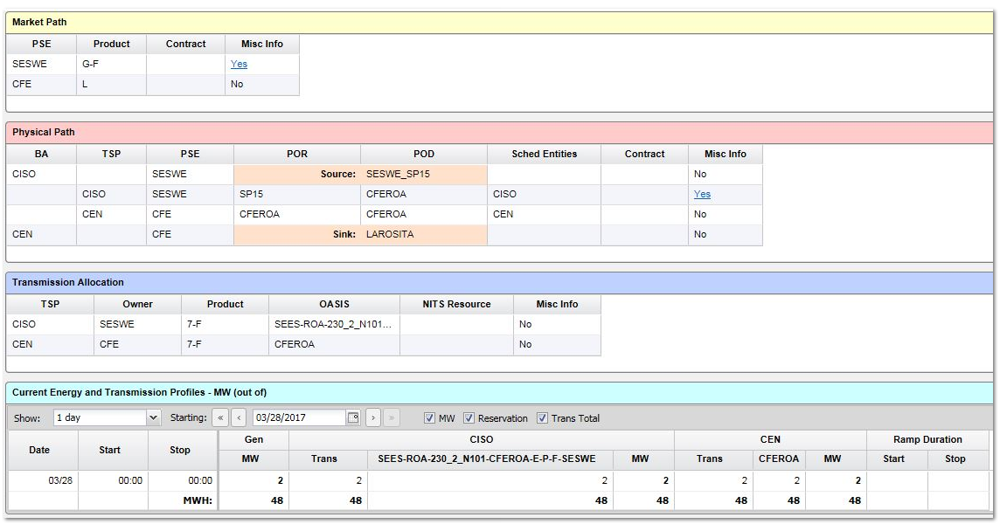 Market Path
PSE Product Contract Misc Info
SESWE G-F Yes
CFE L No
Physical Path
BA TSP PSE POR POD Sched Entities Contract Misc Info
CISO SESWE Source: SESWE_SP15 No
CISO SESWE SP15 CFEROA CISO Yes
CEN CFE CFEROA CFEROA CEN No
CEN CFE Sink: LAROSITA No
Transmission Allocation
TSP Owner Product OASIS NITS Resource Misc Info
CISO SESWE 7-F SEES-ROA-230_2_N101... No
CEN CFE 7-F CFEROA No
Current Energy and Transmission Profiles - MW (out of)
Show: 1 day Starting: « ‹ 03/28/2017 › » MW Reservation Trans Total
Date Start Stop Gen CISO CEN Ramp Duration
MW Trans SEES-ROA-230_2_N101-CFEROA-E-P-F-SESWE MW Trans CFEROA MW Start Stop
03/28 00:00 00:00 2 2 2 2 2 2 2
MWH: 48 48 48 48 48 48 48